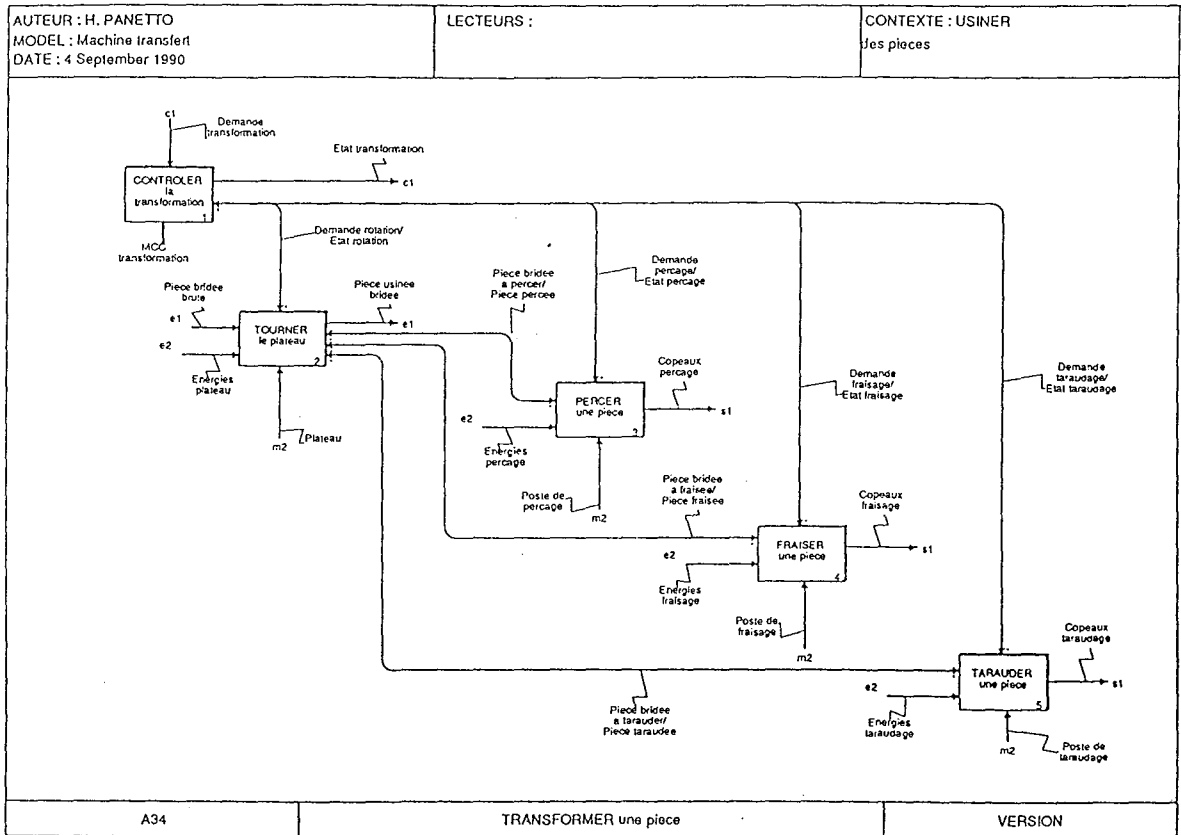 AUTEUR : H. PANETTO
MODEL : Machine transfert
DATE : 4 September 1990
LECTEURS :
CONTEXTE : USINER
des pieces
c1
Demande
transformation
Etat transformation
c1
CONTROLER
la
transformation
1
MCC
transformation
Demande rotation/
Etat rotation
Piece bridee
brute
e1
e2
Energies
plateau
TOURNER
le plateau
2
Piece usinee
bridee
e1
m2
Plateau
Piece bridee
a percer/
Piece percee
Demande
percage/
Etat percage
Copeaux
percage
s1
PERCER
une piece
3
e2
Energies
percage
Poste de
percage
m2
Demande
fraisage/
Etat fraisage
Piece bridee
a fraisee/
Piece fraisee
Copeaux
fraisage
s1
FRAISER
une piece
4
e2
Energies
fraisage
Poste de
fraisage
m2
Demande
taraudage/
Etat taraudage
Copeaux
taraudage
s1
TARAUDER
une piece
5
e2
Energies
taraudage
m2
Poste de
taraudage
Piece bridee
a tarauder/
Piece taraudee
A34
TRANSFORMER une piece
VERSION